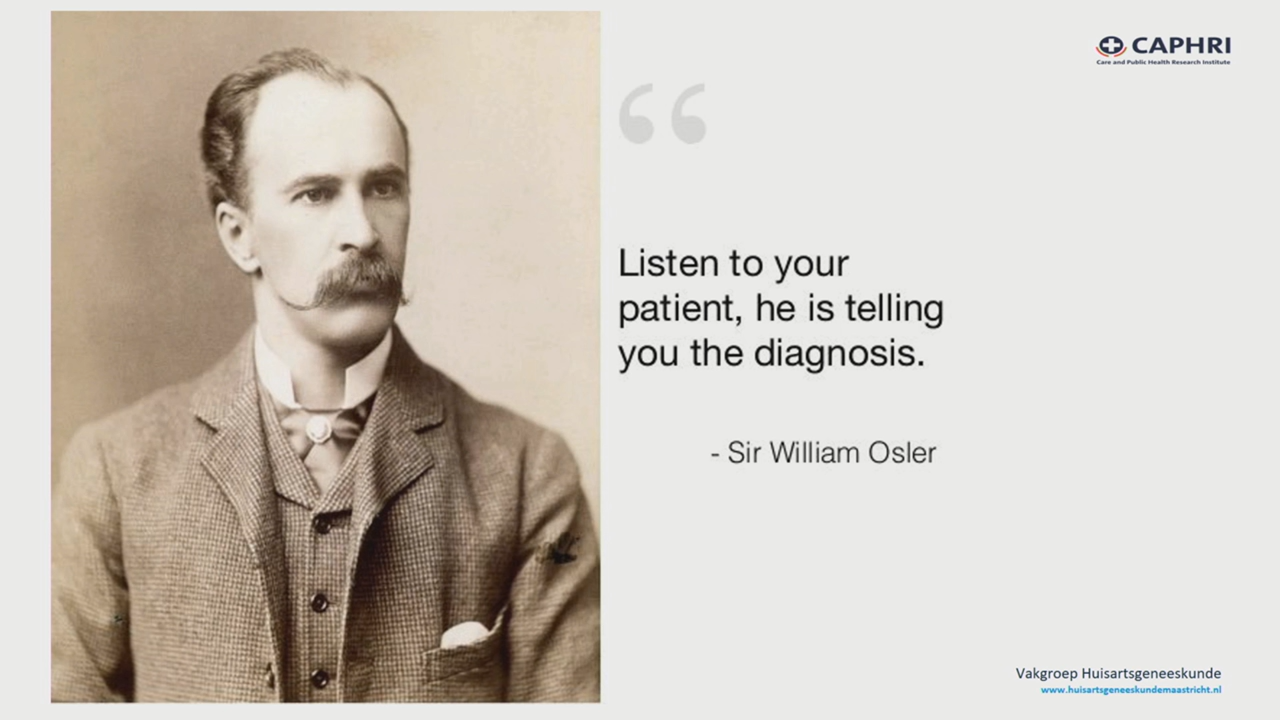 CAPHRI
Care and Public Health Research Institute
“
Listen to your
patient, he is telling
you the diagnosis.
- Sir William Osler
Vakgroep Huisartsgeneeskunde
www.huisartsgeneeskundemaastricht.nl